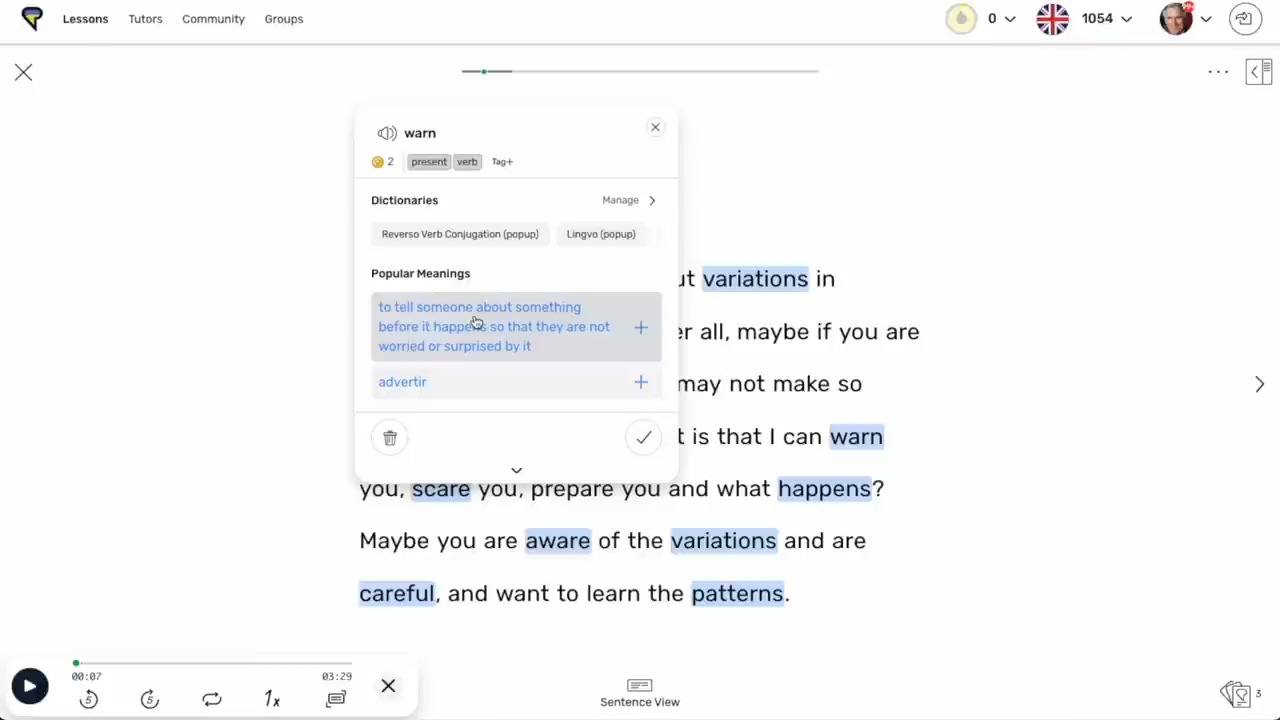 Lessons Tutors Community Groups 0 1054
warn
2 present verb Tag+
Dictionaries Manage
Reverso Verb Conjugation (popup) Lingvo (popup)
Popular Meanings
to tell someone about something
before it happens so that they are not
worried or surprised by it
advertir
variations in
er all, maybe if you are
may not make so
t is that I can warn
you, scare you, prepare you and what happens?
Maybe you are aware of the variations and are
careful, and want to learn the patterns.
00:07 03:29
5 5 1x
Sentence View
3